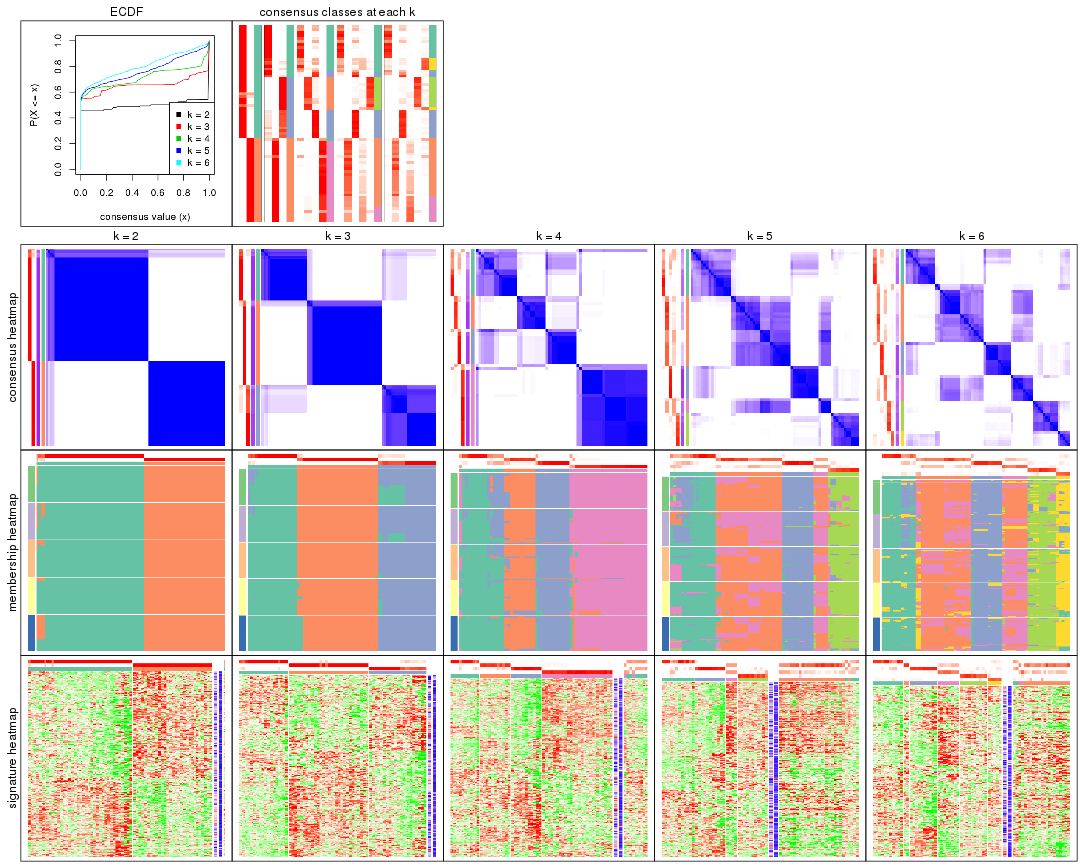 ECDF
consensus classes at each k
P(X <= x)
0.0
0.2
0.4
0.6
0.8
1.0
k = 2
k = 3
k = 4
k = 5
k = 6
0.0 0.2 0.4 0.6 0.8 1.0
consensus value (x)
k = 2
k = 3
k = 4
k = 5
k = 6
consensus heatmap
membership heatmap
signature heatmap